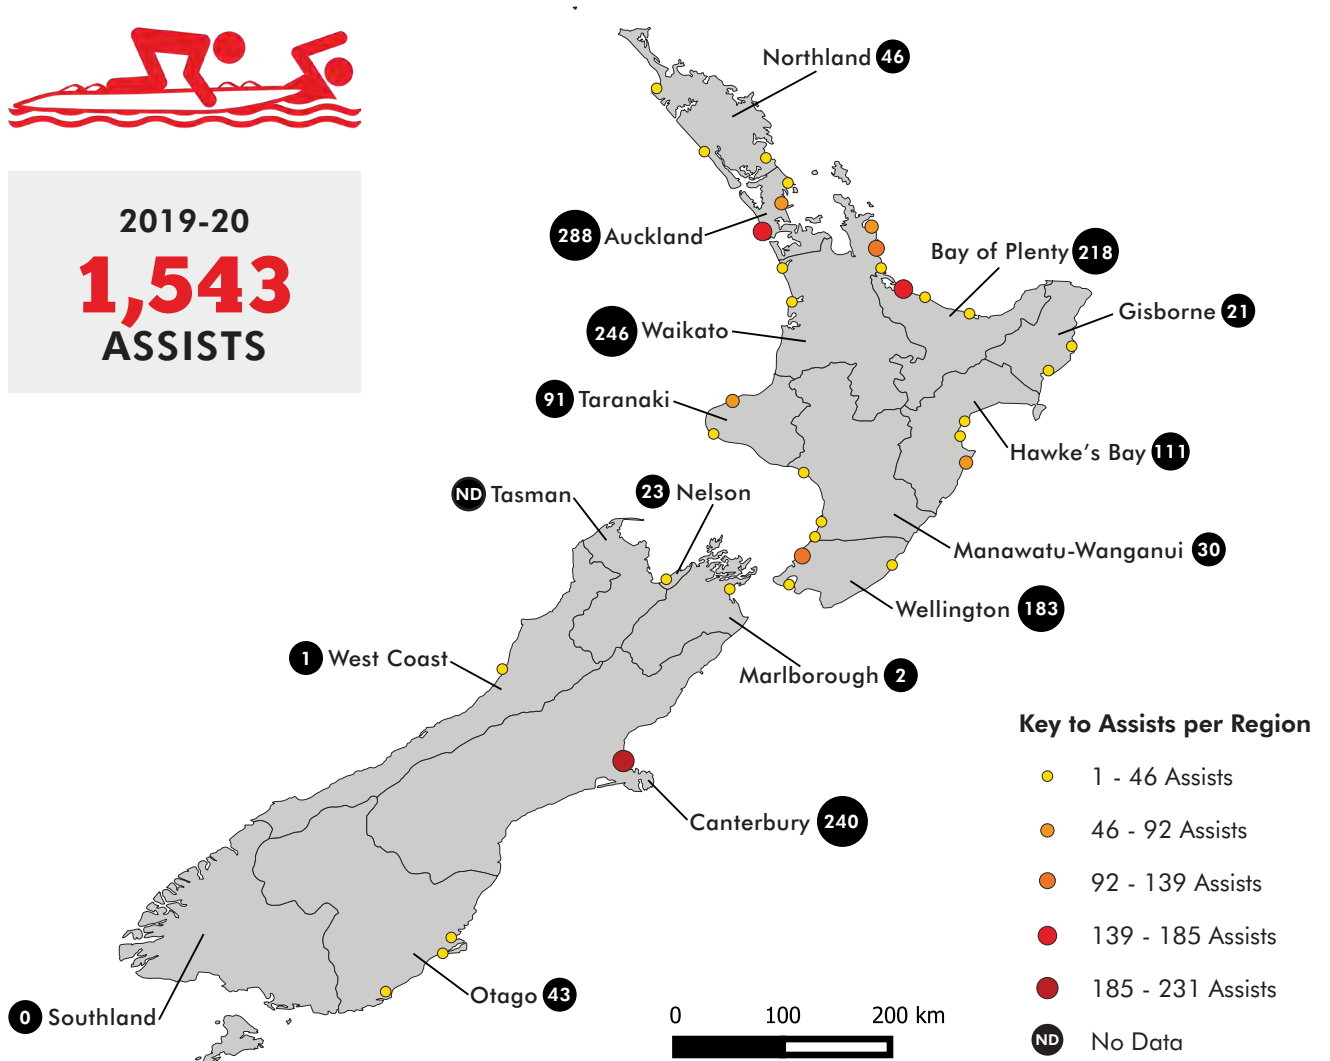 2019-20
1,543
ASSISTS
Northland 46
288 Auckland
Bay of Plenty 218
Gisborne 21
246 Waikato
91 Taranaki
Hawke's Bay 111
ND Tasman
23 Nelson
Manawatu-Wanganui 30
Wellington 183
1 West Coast
Marlborough 2
Canterbury 240
Otago 43
0 Southland
Key to Assists per Region
1 - 46 Assists
46 - 92 Assists
92 - 139 Assists
139 - 185 Assists
185 - 231 Assists
ND No Data
0 100 200 km